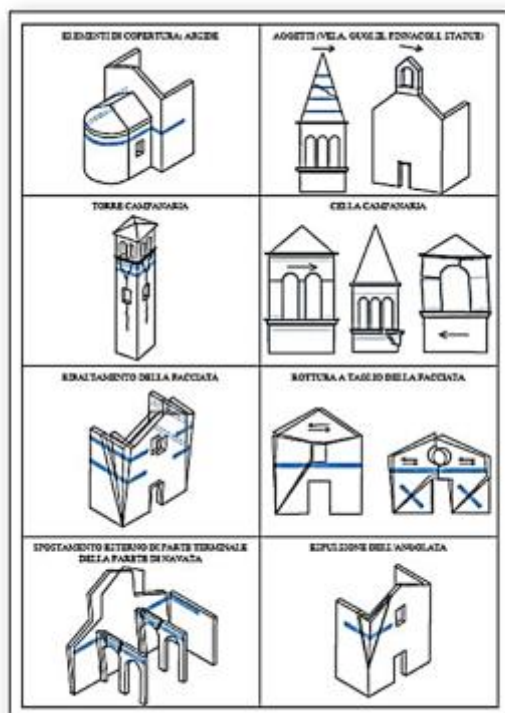 ELEMENTI DI COPERTURA: ABSIDE
AGGETTI (VELA, GUGLIE, PINNACOLI, STATUE)
TORRE CAMPANARIA
CELLA CAMPANARIA
RIBALTAMENTO DELLA FACCIATA
ROTTURA A TAGLIO DELLA FACCIATA
SPOSTAMENTO ESTERNO DI PARTE TERMINALE
DELLA PARETE DI NAVATA
ESPULSIONE DELL'ANGOLATA